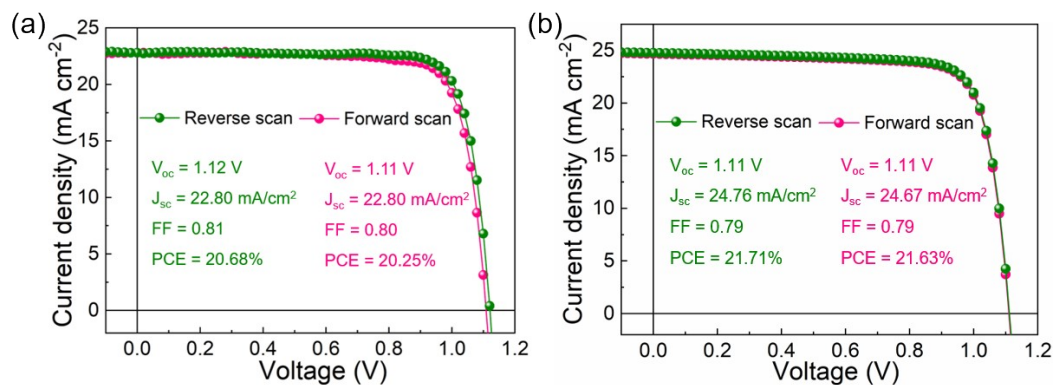 (a)
Current density (mA cm⁻²)
25
20
15
10
5
0
Reverse scan Forward scan
Vₒc = 1.12 V Vₒc = 1.11 V
Jsc = 22.80 mA/cm² Jsc = 22.80 mA/cm²
FF = 0.81 FF = 0.80
PCE = 20.68% PCE = 20.25%
0.0 0.2 0.4 0.6 0.8 1.0 1.2
Voltage (V)
(b)
Current density (mA cm⁻²)
25
20
15
10
5
0
Reverse scan Forward scan
Vₒc = 1.11 V Vₒc = 1.11 V
Jsc = 24.76 mA/cm² Jsc = 24.67 mA/cm²
FF = 0.79 FF = 0.79
PCE = 21.71% PCE = 21.63%
0.0 0.2 0.4 0.6 0.8 1.0 1.2
Voltage (V)